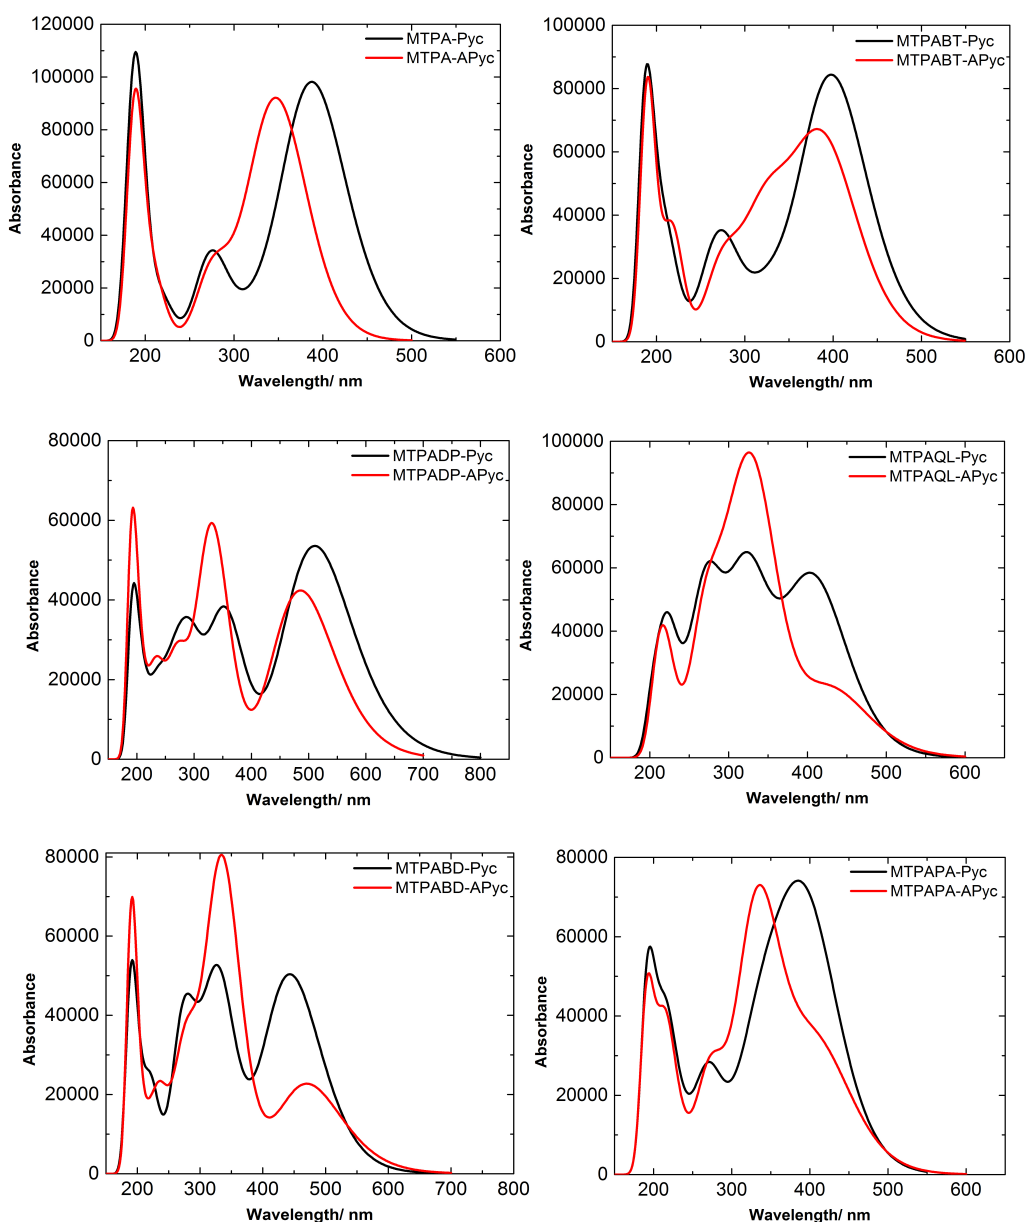 120000
100000
80000
60000
40000
20000
0
Absorbance
200 300 400 500 600
Wavelength/ nm
MTPA-Pyc
MTPA-APyc
100000
80000
60000
40000
20000
0
Absorbance
200 300 400 500 600
Wavelength/ nm
MTPABT-Pyc
MTPABT-APyc
80000
60000
40000
20000
0
Absorbance
200 300 400 500 600 700 800
Wavelength/ nm
MTPADP-Pyc
MTPADP-APyc
100000
80000
60000
40000
20000
0
Absorbance
200 300 400 500 600
Wavelength/ nm
MTPAQL-Pyc
MTPAQL-APyc
80000
60000
40000
20000
0
Absorbance
200 300 400 500 600 700 800
Wavelength/ nm
MTPABD-Pyc
MTPABD-APyc
80000
60000
40000
20000
0
Absorbance
200 300 400 500 600
Wavelength/ nm
MTPAPA-Pyc
MTPAPA-APyc